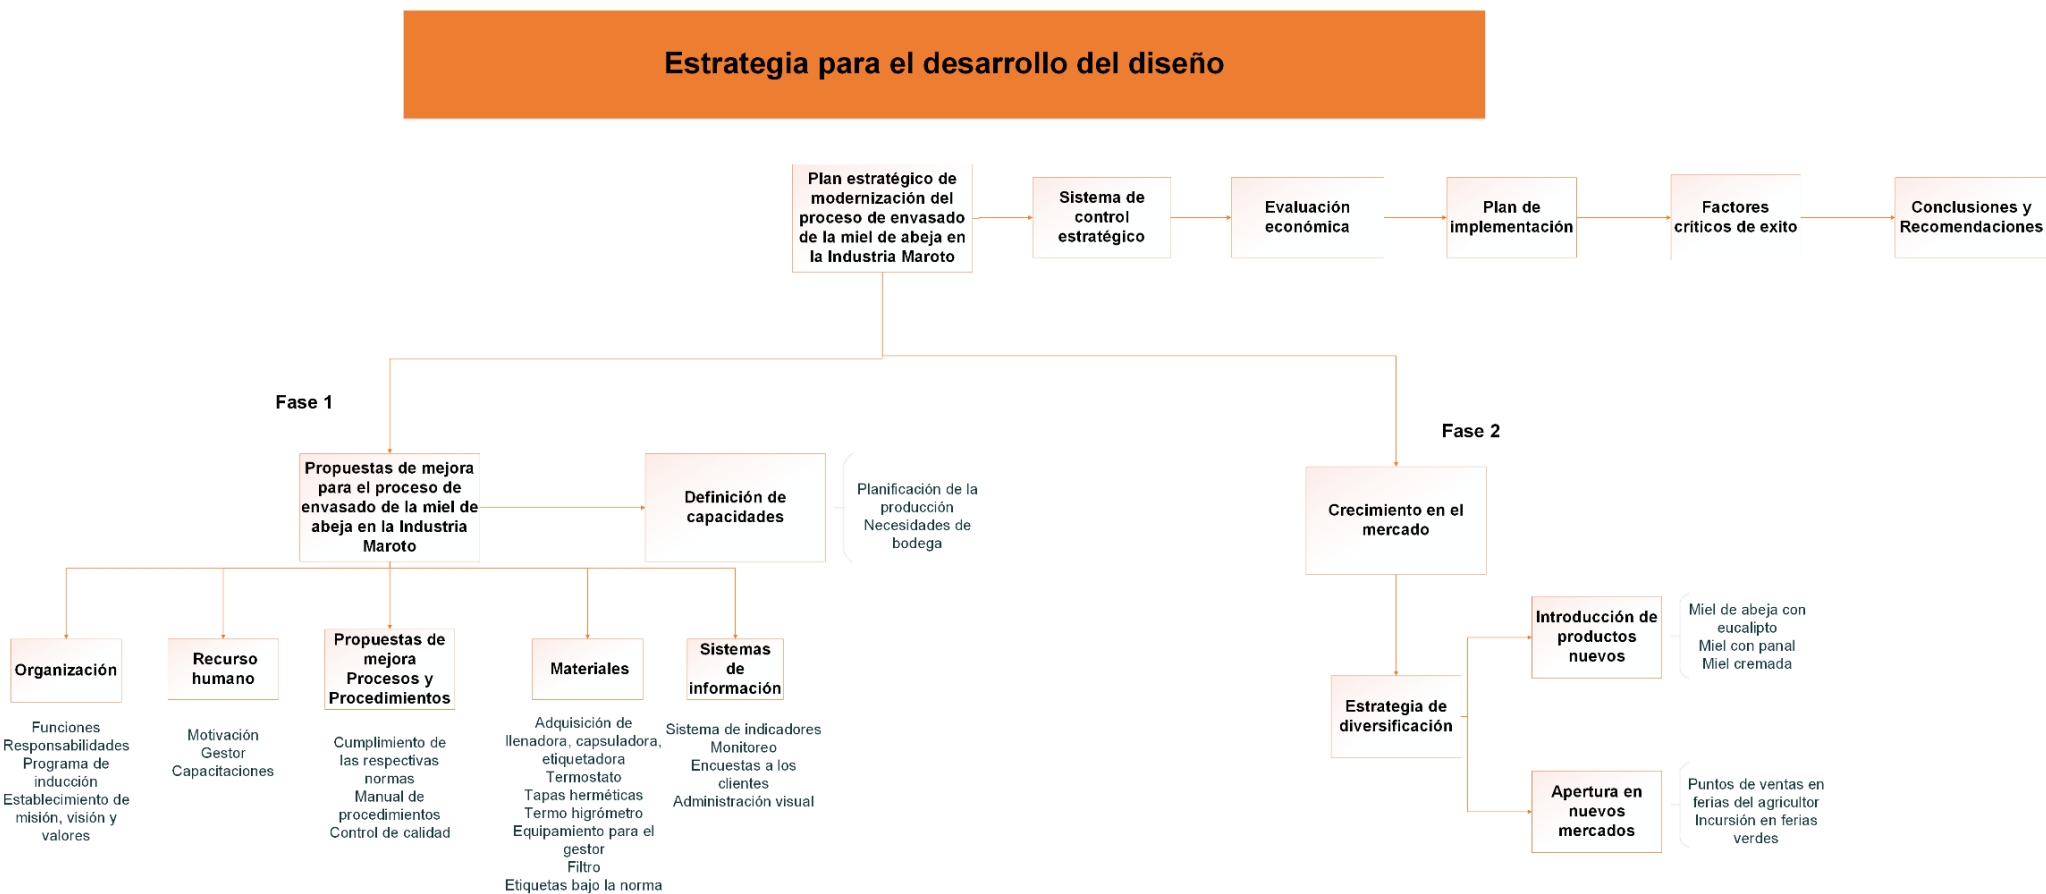 Estrategia para el desarrollo del diseño
Plan estratégico de
modernización del
proceso de envasado
de la miel de abeja en
la Industria Maroto
Sistema de
control
estratégico
Evaluación
económica
Plan de
implementación
Factores
críticos de exito
Conclusiones y
Recomendaciones
Fase 1
Fase 2
Propuestas de mejora
para el proceso de
envasado de la miel de
abeja en la Industria
Maroto
Definición de
capacidades
Planificación de la
producción
Necesidades de
bodega
Crecimiento en el
mercado
Organización
Funciones
Responsabilidades
Programa de
inducción
Establecimiento de
misión, visión y
valores
Recurso
humano
Motivación
Gestor
Capacitaciones
Propuestas de
mejora
Procesos y
Procedimientos
Cumplimiento de
las respectivas
normas
Manual de
procedimientos
Control de calidad
Materiales
Adquisición de
llenadora, capsuladora,
etiquetadora
Termostato
Tapas herméticas
Termo higrómetro
Equipamiento para el
gestor
Filtro
Etiquetas bajo la norma
Sistemas
de
información
Sistema de indicadores
Monitoreo
Encuestas a los
clientes
Administración visual
Estrategia de
diversificación
Introducción de
productos
nuevos
Miel de abeja con
eucalipto
Miel con panal
Miel cremada
Apertura en
nuevos
mercados
Puntos de ventas en
ferias del agricultor
Incursión en ferias
verdes